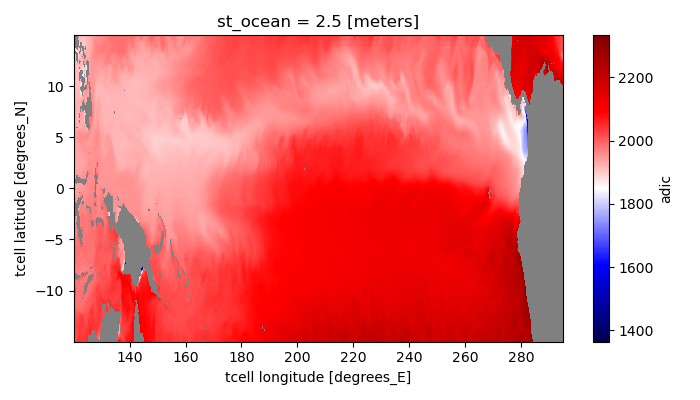 st_ocean = 2.5 [meters]
10
5
0
−5
−10
tcell latitude [degrees_N]
140 160 180 200 220 240 260 280
tcell longitude [degrees_E]
2200
2000
1800
1600
1400
adic